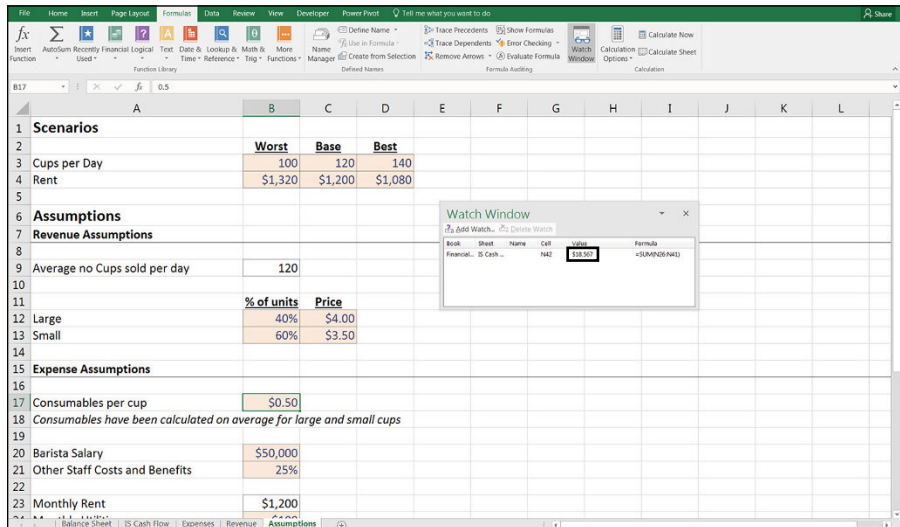 File Home Insert Page Layout Formulas Data Review View Developer Power Pivot Tell me what you want to do Share
fx
Insert Function
AutoSum Recently Used Financial Logical Text Date & Time Lookup & Reference Math & Trig More Functions
Function Library
Name Manager
Define Name
Use in Formula
Create from Selection
Defined Names
Trace Precedents Show Formulas
Trace Dependents Error Checking
Remove Arrows Evaluate Formula
Formula Auditing
Watch Window
Calculation Options
Calculate Now
Calculate Sheet
Calculation
B17 fx 0.5
A B C D E F G H I J K L
1 Scenarios
2 Worst Base Best
3 Cups per Day 100 120 140
4 Rent $1,320 $1,200 $1,080
5
6 Assumptions
7 Revenue Assumptions
8
9 Average no Cups sold per day 120
10
11 % of units Price
12 Large 40% $4.00
13 Small 60% $3.50
14
15 Expense Assumptions
16
17 Consumables per cup $0.50
18 Consumables have been calculated on average for large and small cups
19
20 Barista Salary $50,000
21 Other Staff Costs and Benefits 25%
22
23 Monthly Rent $1,200
Watch Window
Add Watch... Delete Watch
Book Sheet Name Cell Value Formula
Financial... IS Cash ... N42 $18,567 =SUM(N26:N41)
Balance Sheet IS Cash Flow Expenses Revenue Assumptions